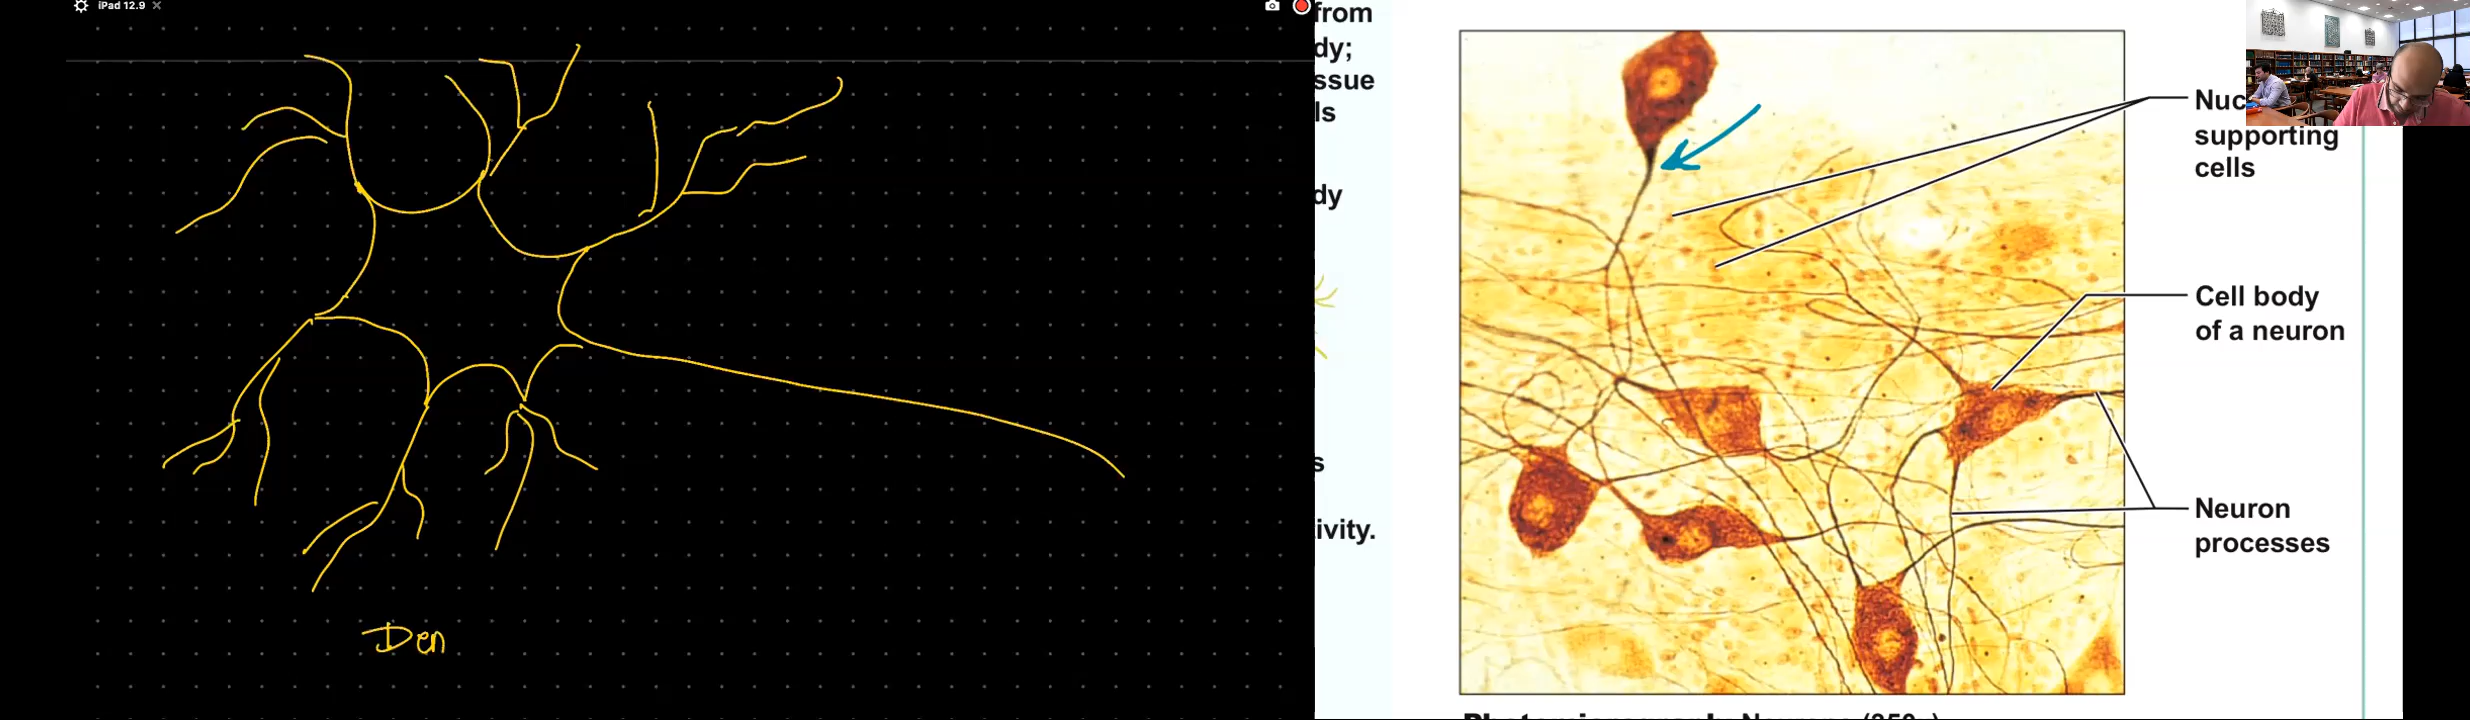 iPad 12.9
Den
from
dy;
ssue
ls
dy
s
ivity.
Nuc
supporting
cells
Cell body
of a neuron
Neuron
processes